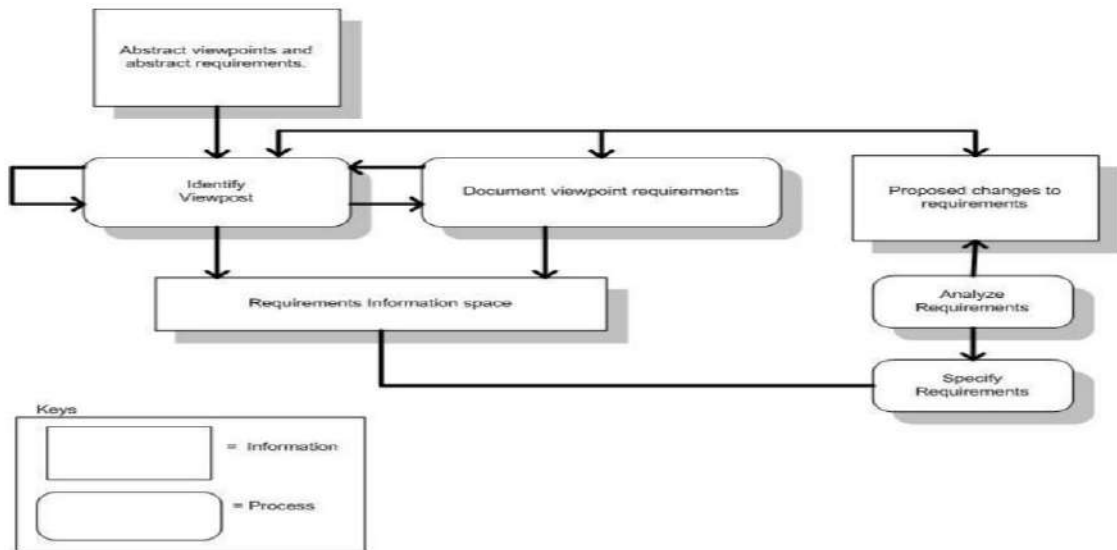 Abstract viewpoints and
abstract requirements.
Identify
Viewpost
Document viewpoint requirements
Proposed changes to
requirements
Requirements Information space
Analyze
Requirements
Specify
Requirements
Keys
= Information
= Process